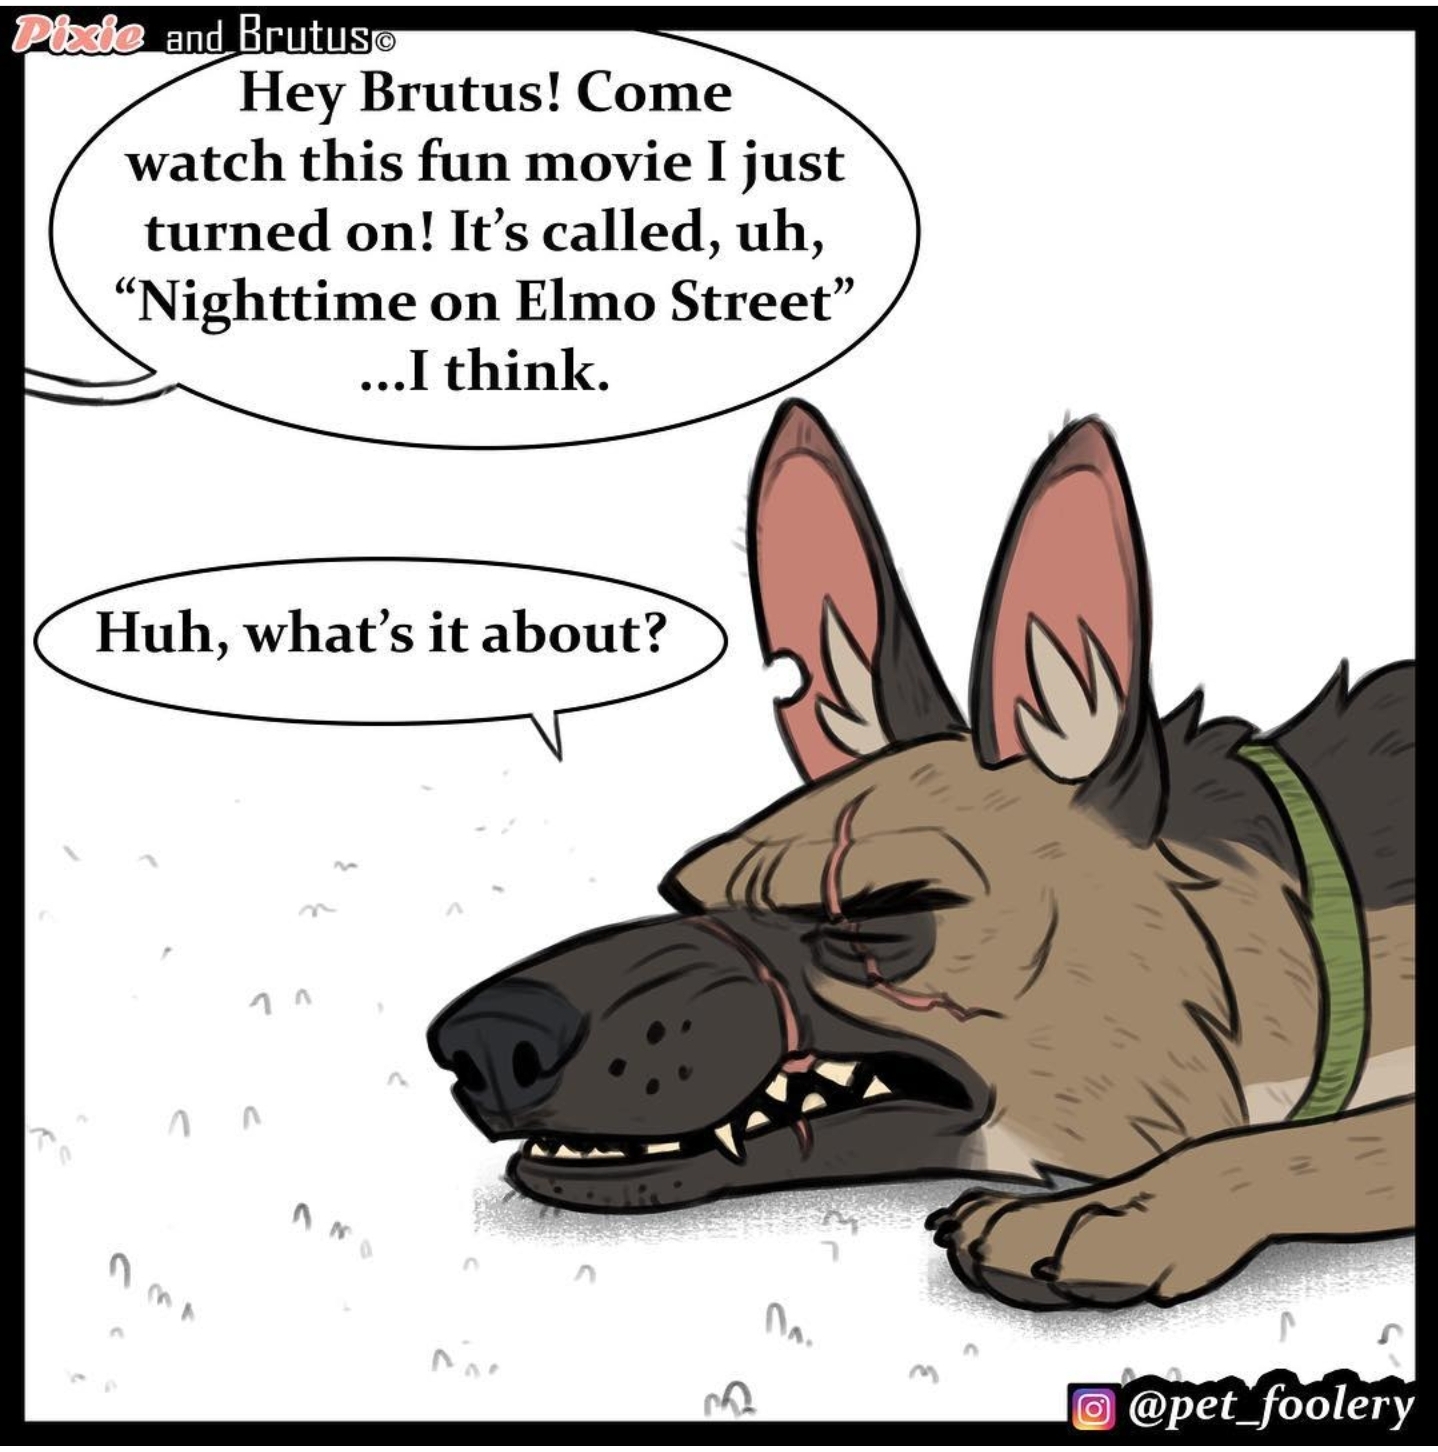 Pixie and Brutus©
Hey Brutus! Come
watch this fun movie I just
turned on! It’s called, uh,
“Nighttime on Elmo Street”
...I think.
Huh, what’s it about?
@pet_foolery